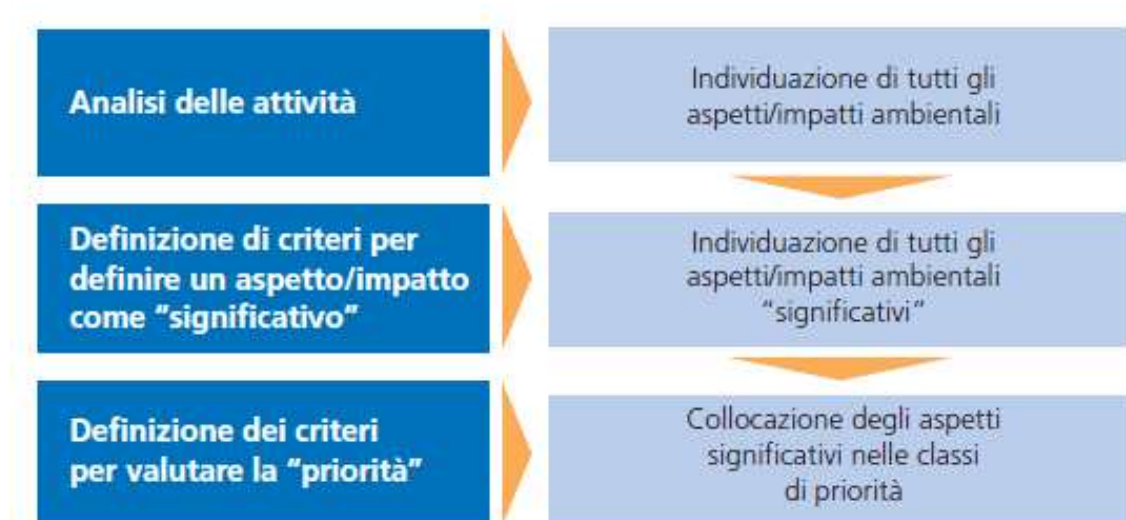 Analisi delle attività
Individuazione di tutti gli
aspetti/impatti ambientali
Definizione di criteri per
definire un aspetto/impatto
come “significativo”
Individuazione di tutti gli
aspetti/impatti ambientali
“significativi”
Definizione dei criteri
per valutare la “priorità”
Collocazione degli aspetti
significativi nelle classi
di priorità